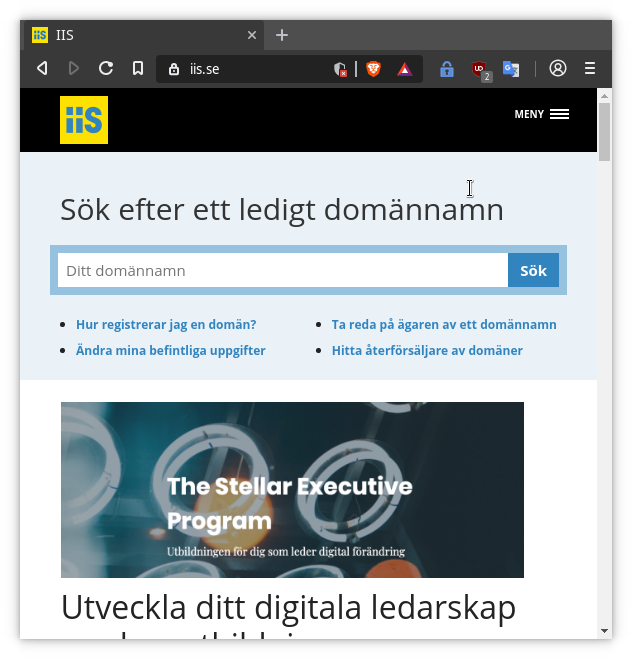 IIS
iis.se
UD
2
G
iiS
MENY
Sök efter ett ledigt domännamn
Ditt domännamn
Sök
Hur registrerar jag en domän?
Ta reda på ägaren av ett domännamn
Ändra mina befintliga uppgifter
Hitta återförsäljare av domäner
The Stellar Executive
Program
Utbildningen för dig som leder digital förändring
Utveckla ditt digitala ledarskap